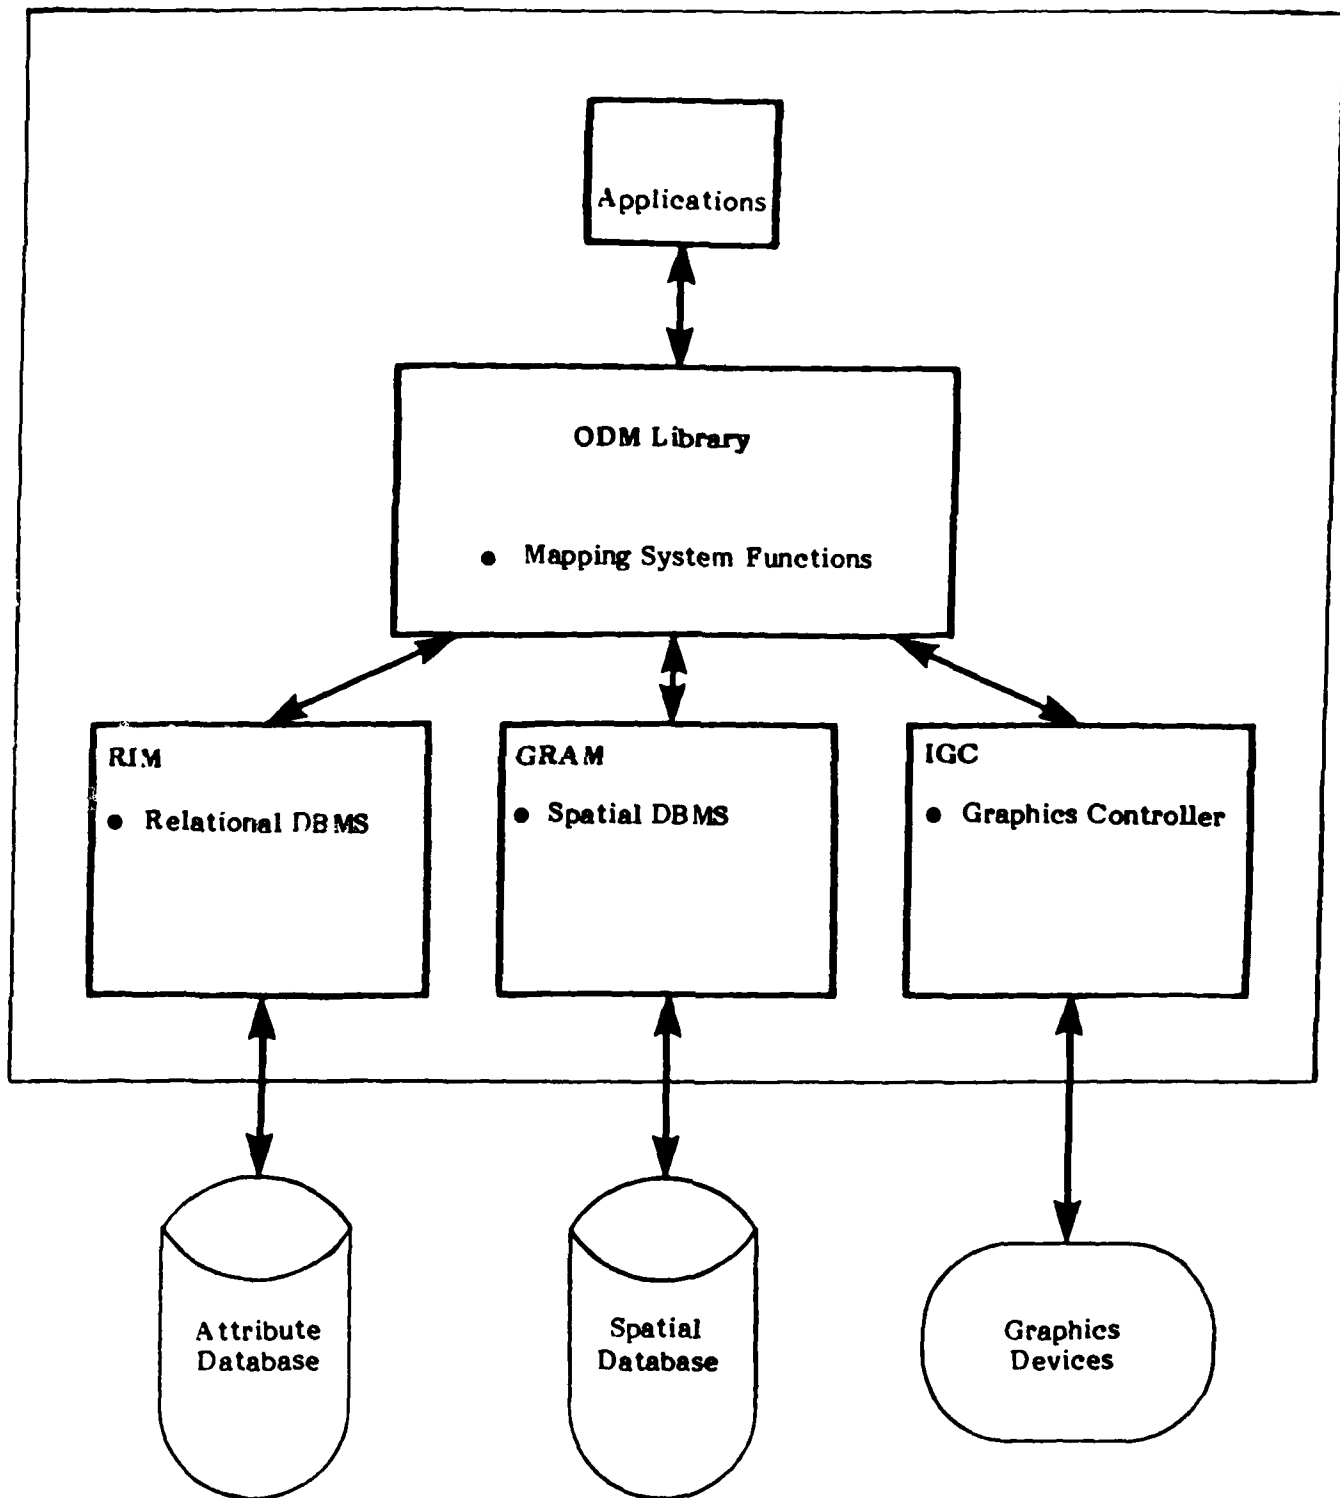 Applications
ODM Library
• Mapping System Functions
RIM
• Relational DBMS
GRAM
• Spatial DBMS
IGC
• Graphics Controller
Attribute
Database
Spatial
Database
Graphics
Devices